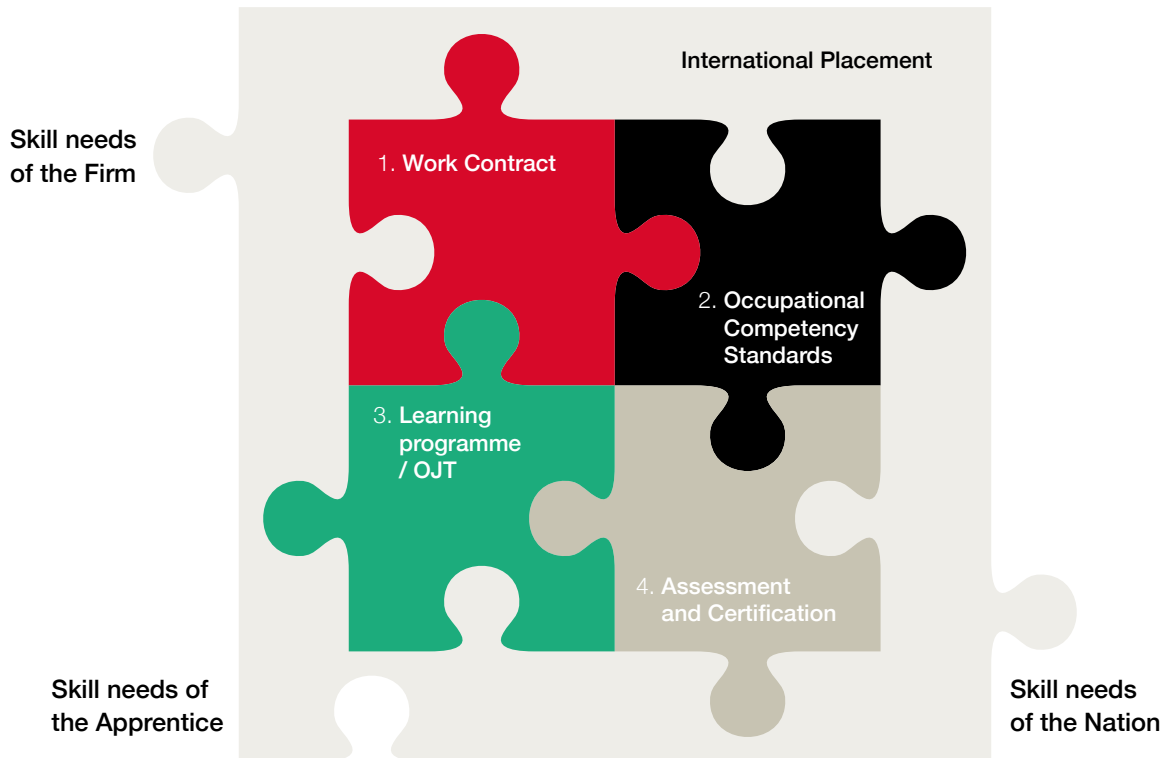 International Placement
Skill needs
of the Firm
1. Work Contract
2. Occupational
Competency
Standards
3. Learning
programme
/ OJT
4. Assessment
and Certification
Skill needs of
the Apprentice
Skill needs
of the Nation